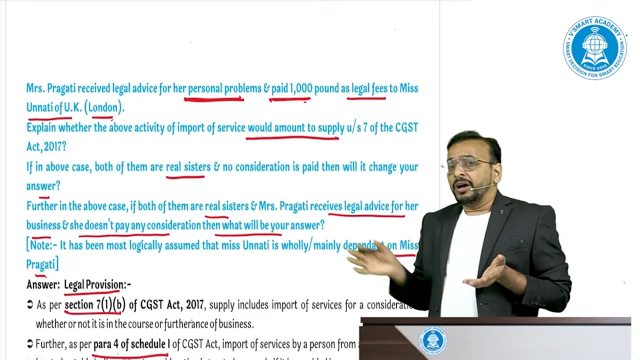 V SMART ACADEMY
SMART DECISION FOR SMART EDUCATION
Mrs. Pragati received legal advice for her personal problems & paid 1,000 pound as legal fees to Miss
Unnati of U.K. (London).
Explain whether the above activity of import of service would amount to supply u/s 7 of the CGST
Act, 2017?
If in above case, both of them are real sisters & no consideration is paid then will it change your
answer?
Further in the above case, if both of them are real sisters & Mrs. Pragati receives legal advice for her
business & she doesn't pay any consideration then what will be your answer?
[Note:- It has been most logically assumed that miss Unnati is wholly/mainly dependent on Miss
Pragati]
Answer: Legal Provision:-
➲ As per section 7(1)(b) of CGST Act, 2017, supply includes import of services for a
whether or not it is in the course or furtherance of business.
➲ Further, as per para 4 of schedule I of CGST Act, import of services by a person from